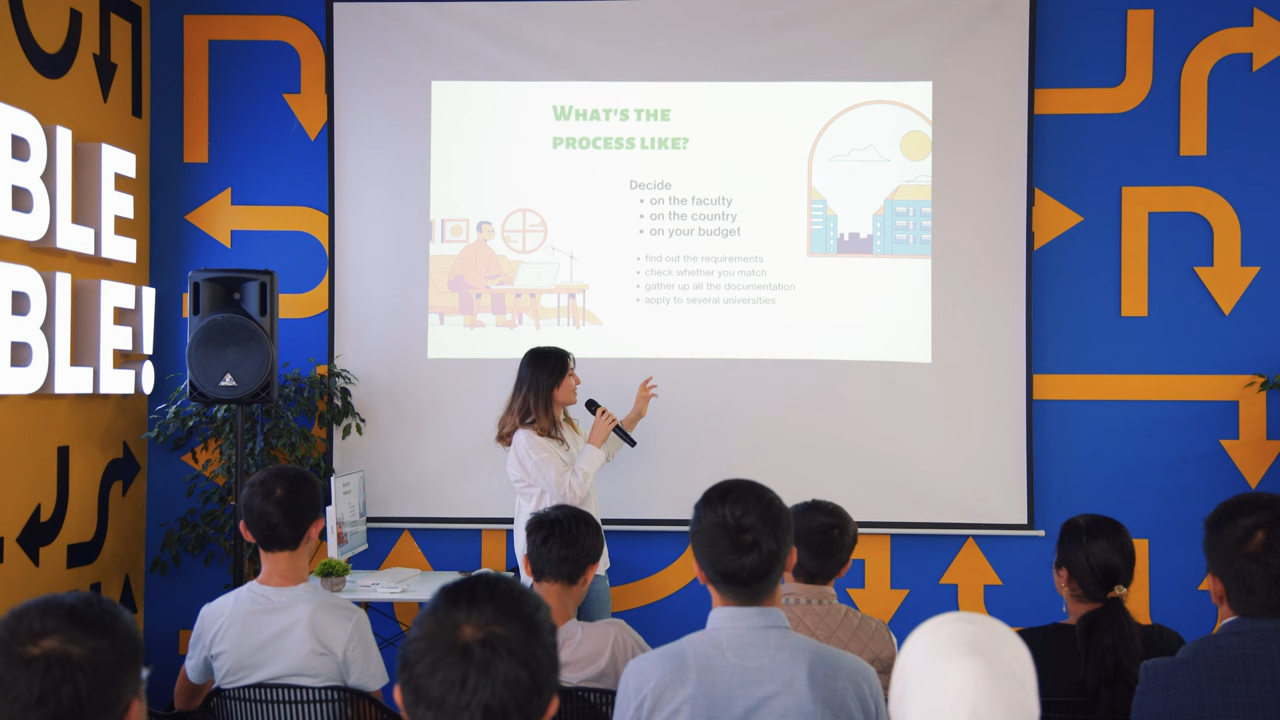 BLE
BLE!
WHAT'S THE
PROCESS LIKE?
Decide
• on the faculty
• on the country
• on your budget
• find out the requirements
• check whether you match
• gather up all the documentation
• apply to several universities